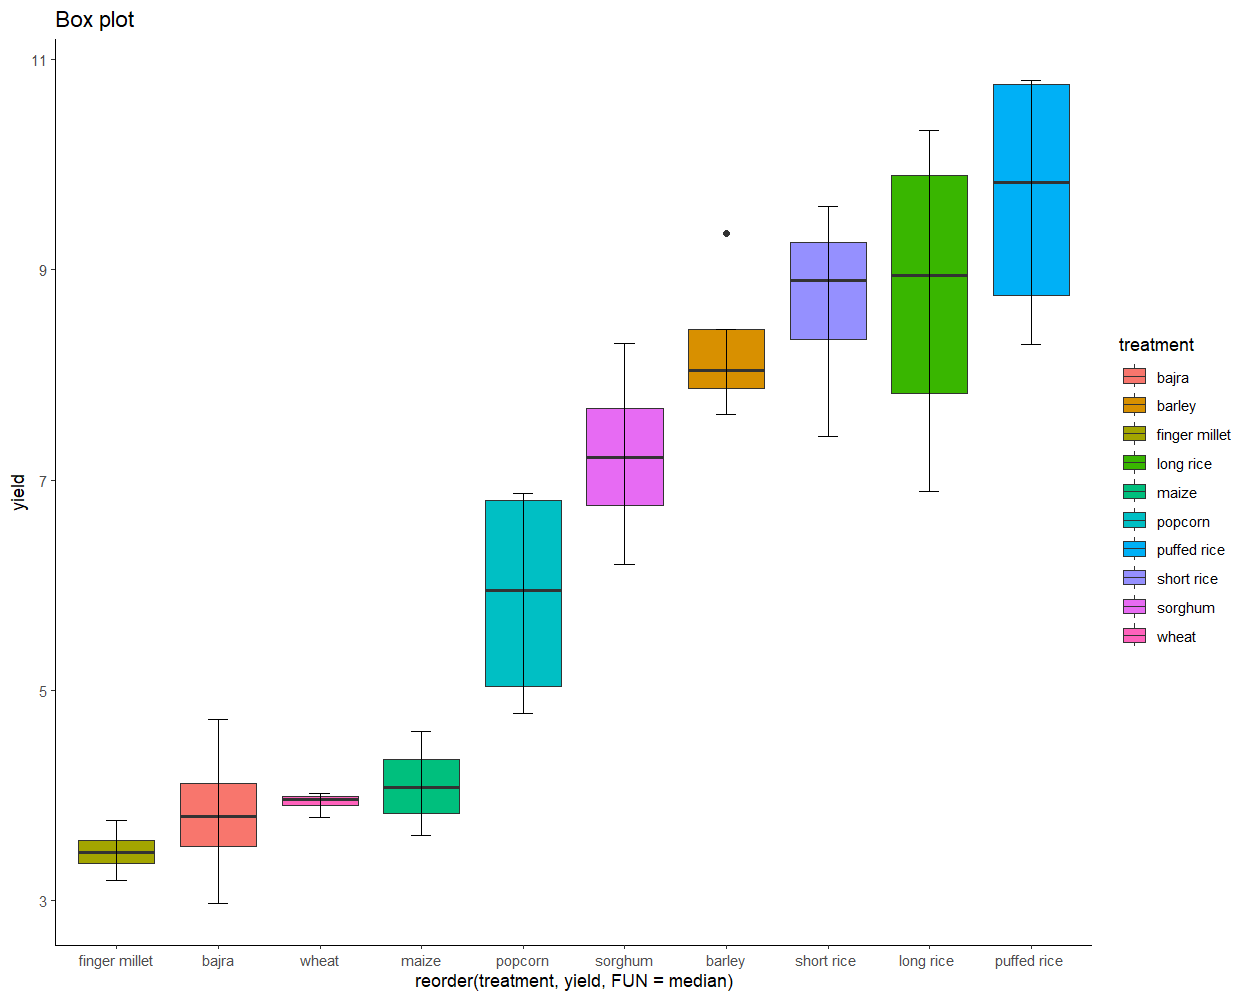 Box plot
11
9
7
5
3
yield
finger millet bajra wheat maize popcorn sorghum barley short rice long rice puffed rice
reorder(treatment, yield, FUN = median)
treatment
bajra
barley
finger millet
long rice
maize
popcorn
puffed rice
short rice
sorghum
wheat